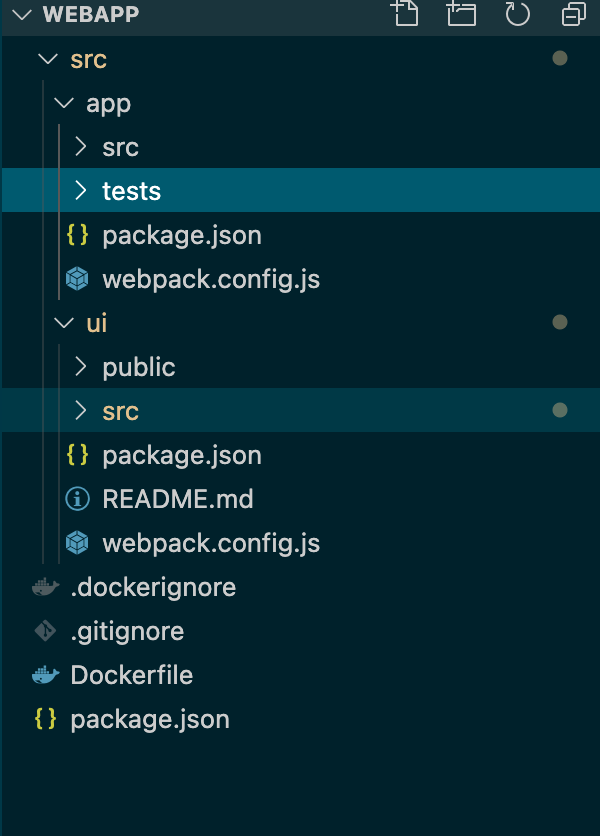 WEBAPP
src
app
src
tests
package.json
webpack.config.js
ui
public
src
package.json
README.md
webpack.config.js
.dockerignore
.gitignore
Dockerfile
package.json